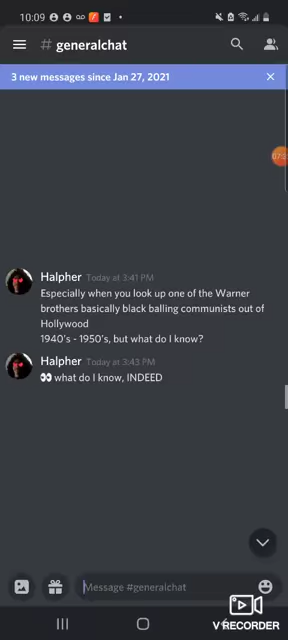 10:09
# generalchat
3 new messages since Jan 27, 2021
07:5
Halpher Today at 3:41 PM
Especially when you look up one of the Warner
brothers basically black balling communists out of
Hollywood
1940's - 1950's, but what do I know?
Halpher Today at 3:43 PM
👀 what do I know, INDEED
Message #generalchat
V RECORDER